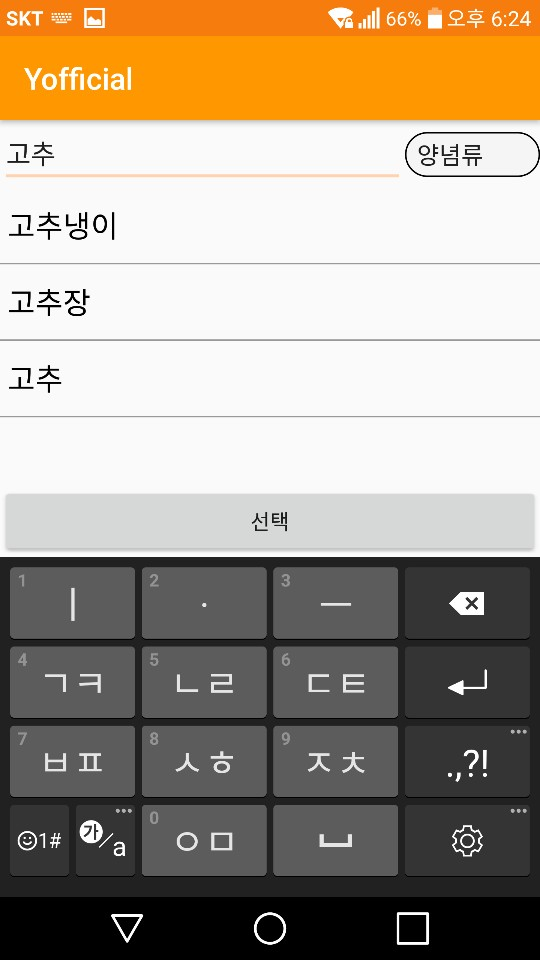 SKT 66% 오후 6:24
Yofficial
고추 양념류
고추냉이
고추장
고추
선택
1 ㅣ 2 · 3 ㅡ
4 ㄱㅋ 5 ㄴㄹ 6 ㄷㅌ
7 ㅂㅍ 8 ㅅㅎ 9 ㅈㅊ .,?!
1# 가/a 0 ㅇㅁ